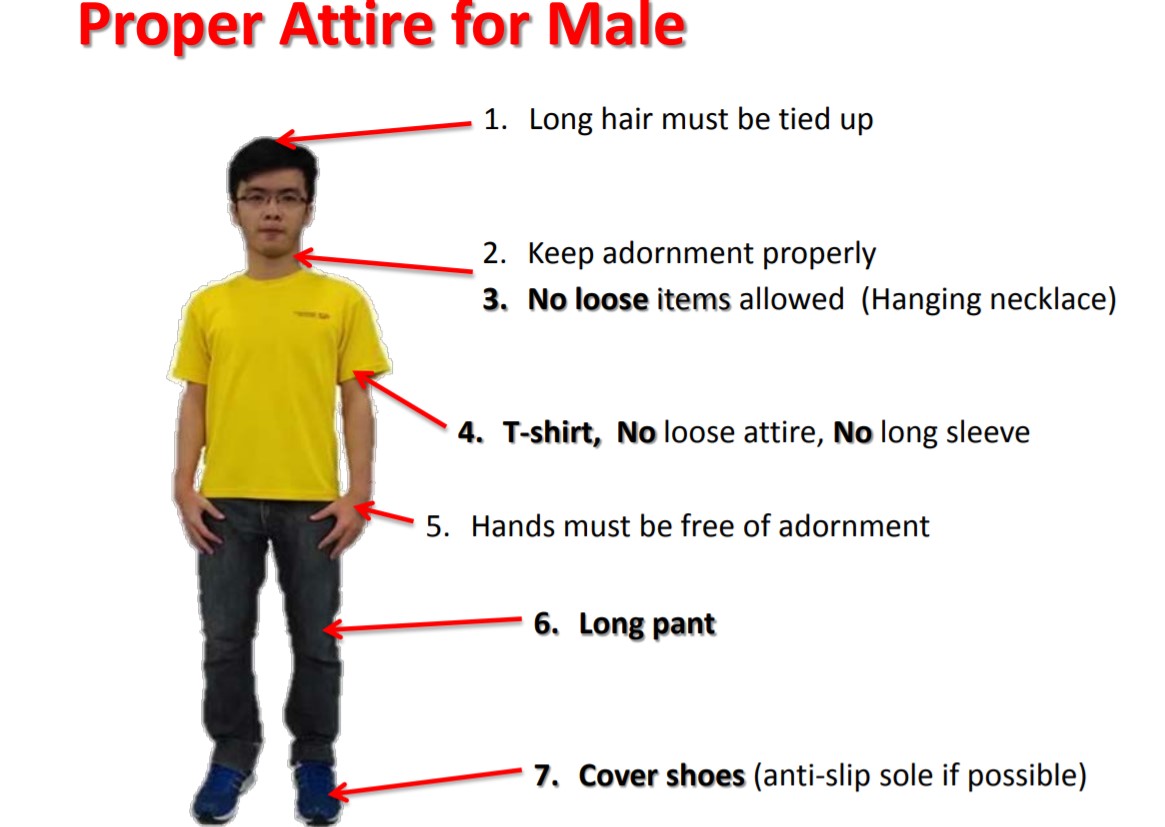 Proper Attire for Male
1. Long hair must be tied up
2. Keep adornment properly
3. No loose items allowed (Hanging necklace)
4. T-shirt, No loose attire, No long sleeve
5. Hands must be free of adornment
6. Long pant
7. Cover shoes (anti-slip sole if possible)